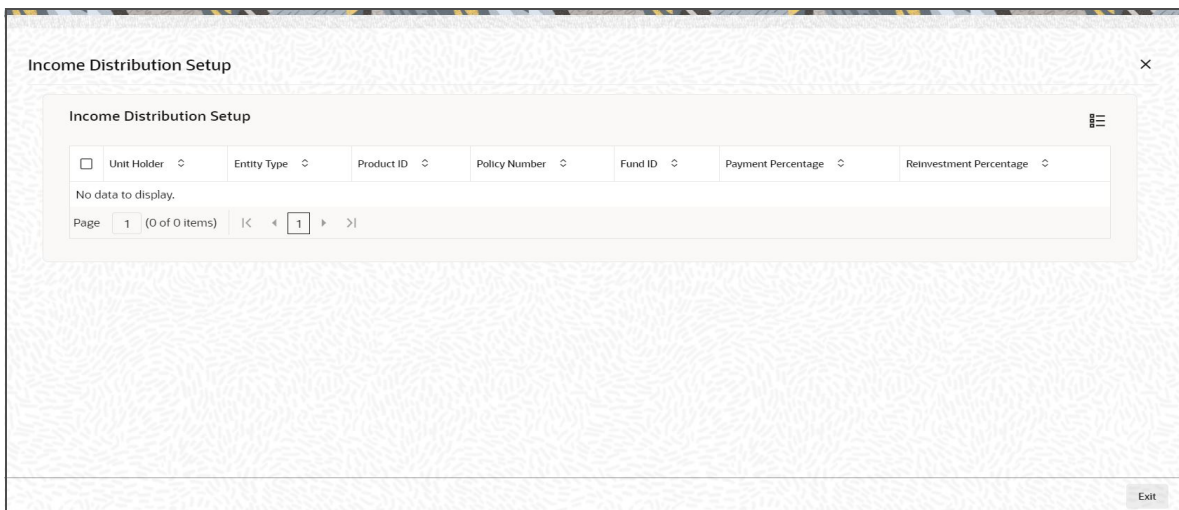 Income Distribution Setup
Income Distribution Setup
Unit Holder Entity Type Product ID Policy Number Fund ID Payment Percentage Reinvestment Percentage
No data to display.
Page 1 (0 of 0 items) 1
Exit